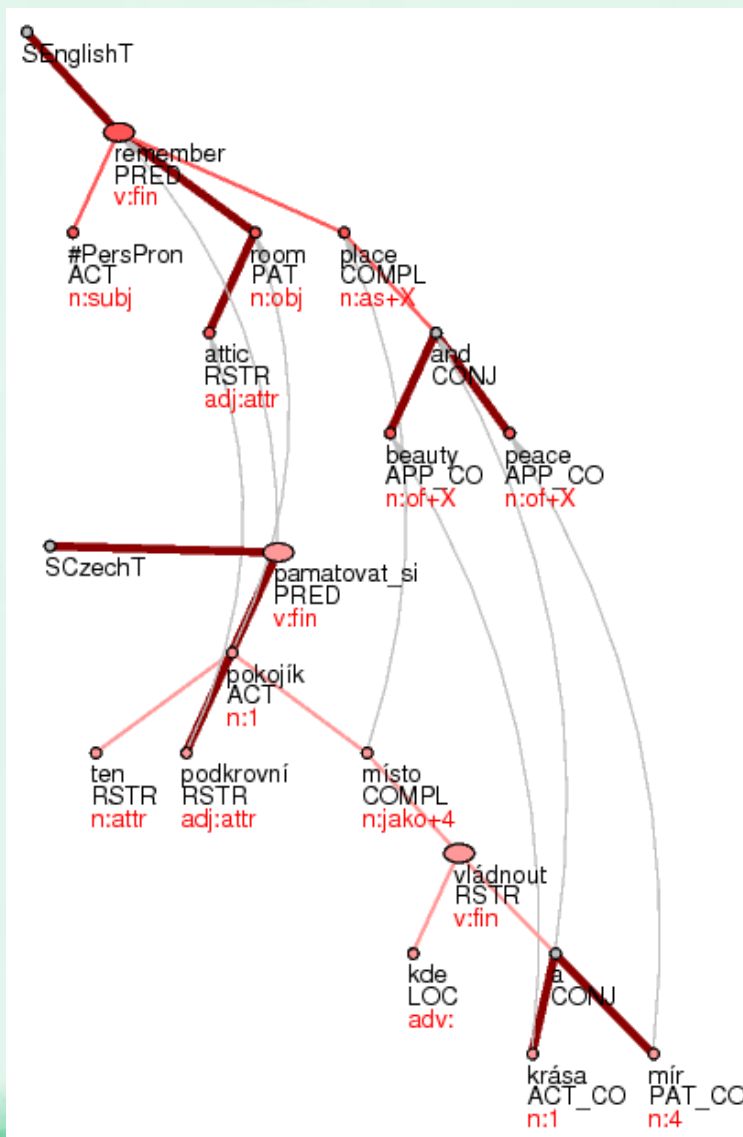 SEnglishT
remember
PRED
v:fin
#PersPron
ACT
n:subj
room
PAT
n:obj
place
COMPL
n:as+X
attic
RSTR
adj:attr
and
CONJ
beauty
APP_CO
n:of+X
peace
APP_CO
n:of+X
SCzechT
pamatovat_si
PRED
v:fin
pokojík
ACT
n:1
ten
RSTR
n:attr
podkrovní
RSTR
adj:attr
místo
COMPL
n:jako+4
vládnout
RSTR
v:fin
kde
LOC
adv:
a
CONJ
krása
ACT_CO
n:1
mír
PAT_CO
n:4